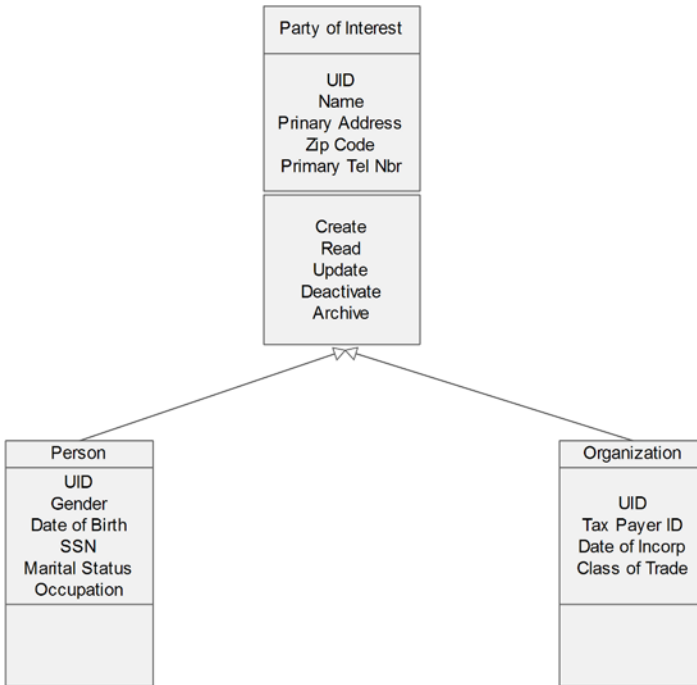 Party of Interest
UID
Name
Prinary Address
Zip Code
Primary Tel Nbr
Create
Read
Update
Deactivate
Archive
Person
UID
Gender
Date of Birth
SSN
Marital Status
Occupation
Organization
UID
Tax Payer ID
Date of Incorp
Class of Trade